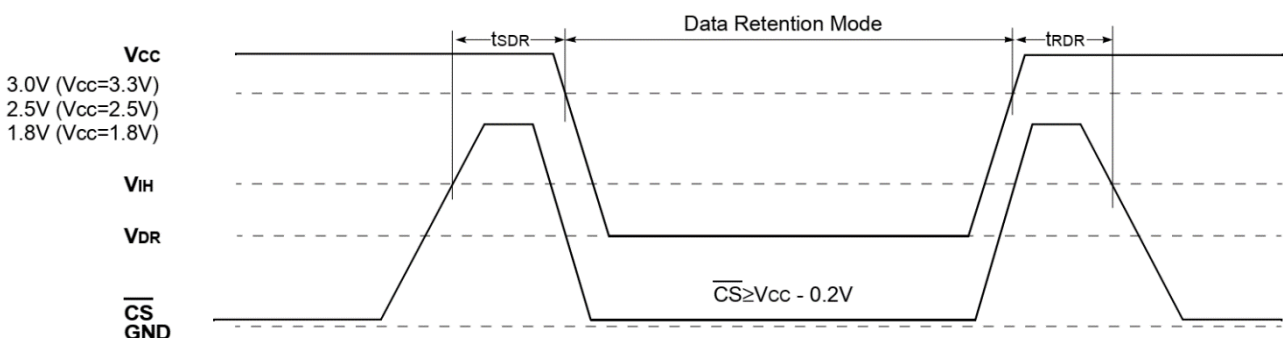 Data Retention Mode
tSDR
tRDR
VCC
3.0V (VCC=3.3V)
2.5V (VCC=2.5V)
1.8V (VCC=1.8V)
VIH
VDR
CS≥VCC - 0.2V
CS
GND